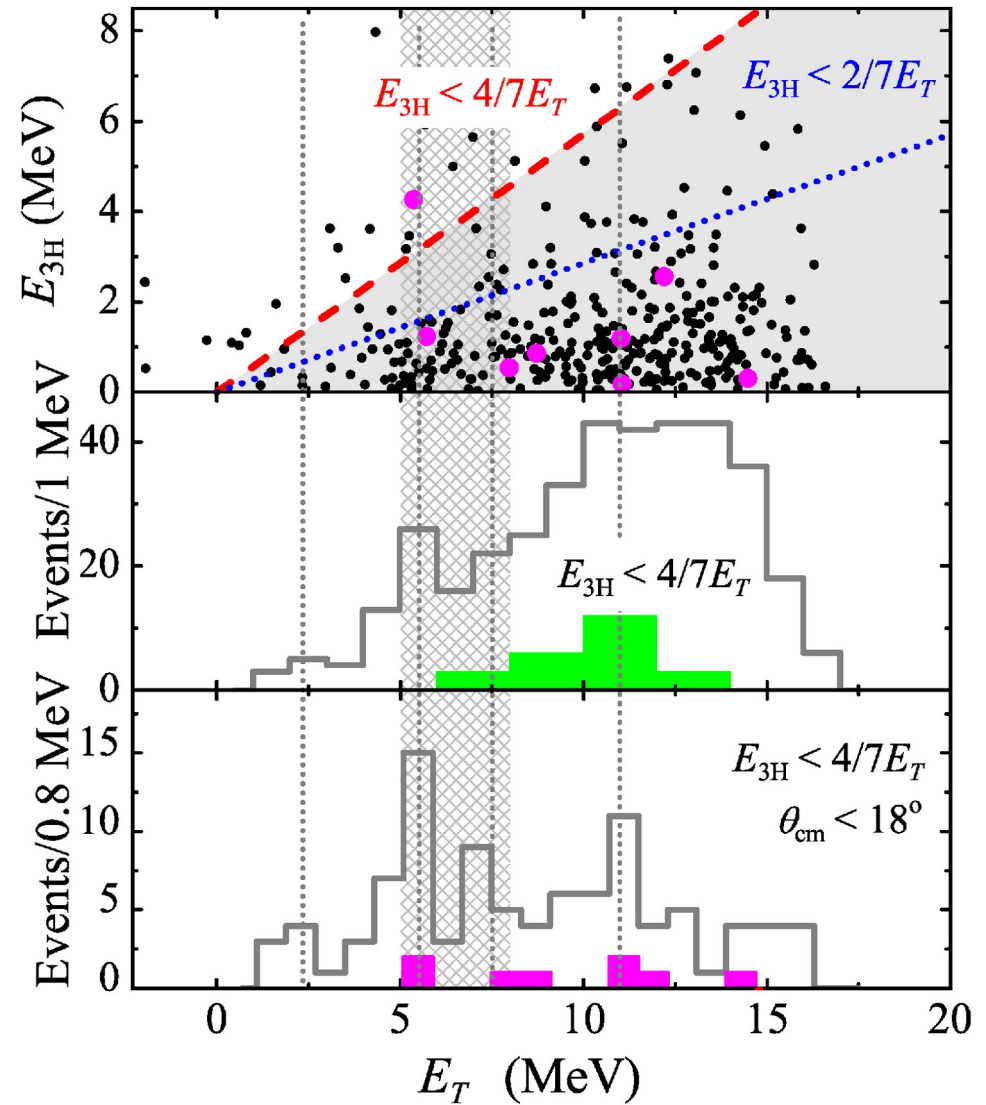 8
6
4
2
0
E3H (MeV)
E3H < 4/7ET
E3H < 2/7ET
40
20
0
Events/1 MeV
E3H < 4/7ET
15
10
5
0
Events/0.8 MeV
E3H < 4/7ET
θcm < 18°
0 5 10 15 20
ET (MeV)